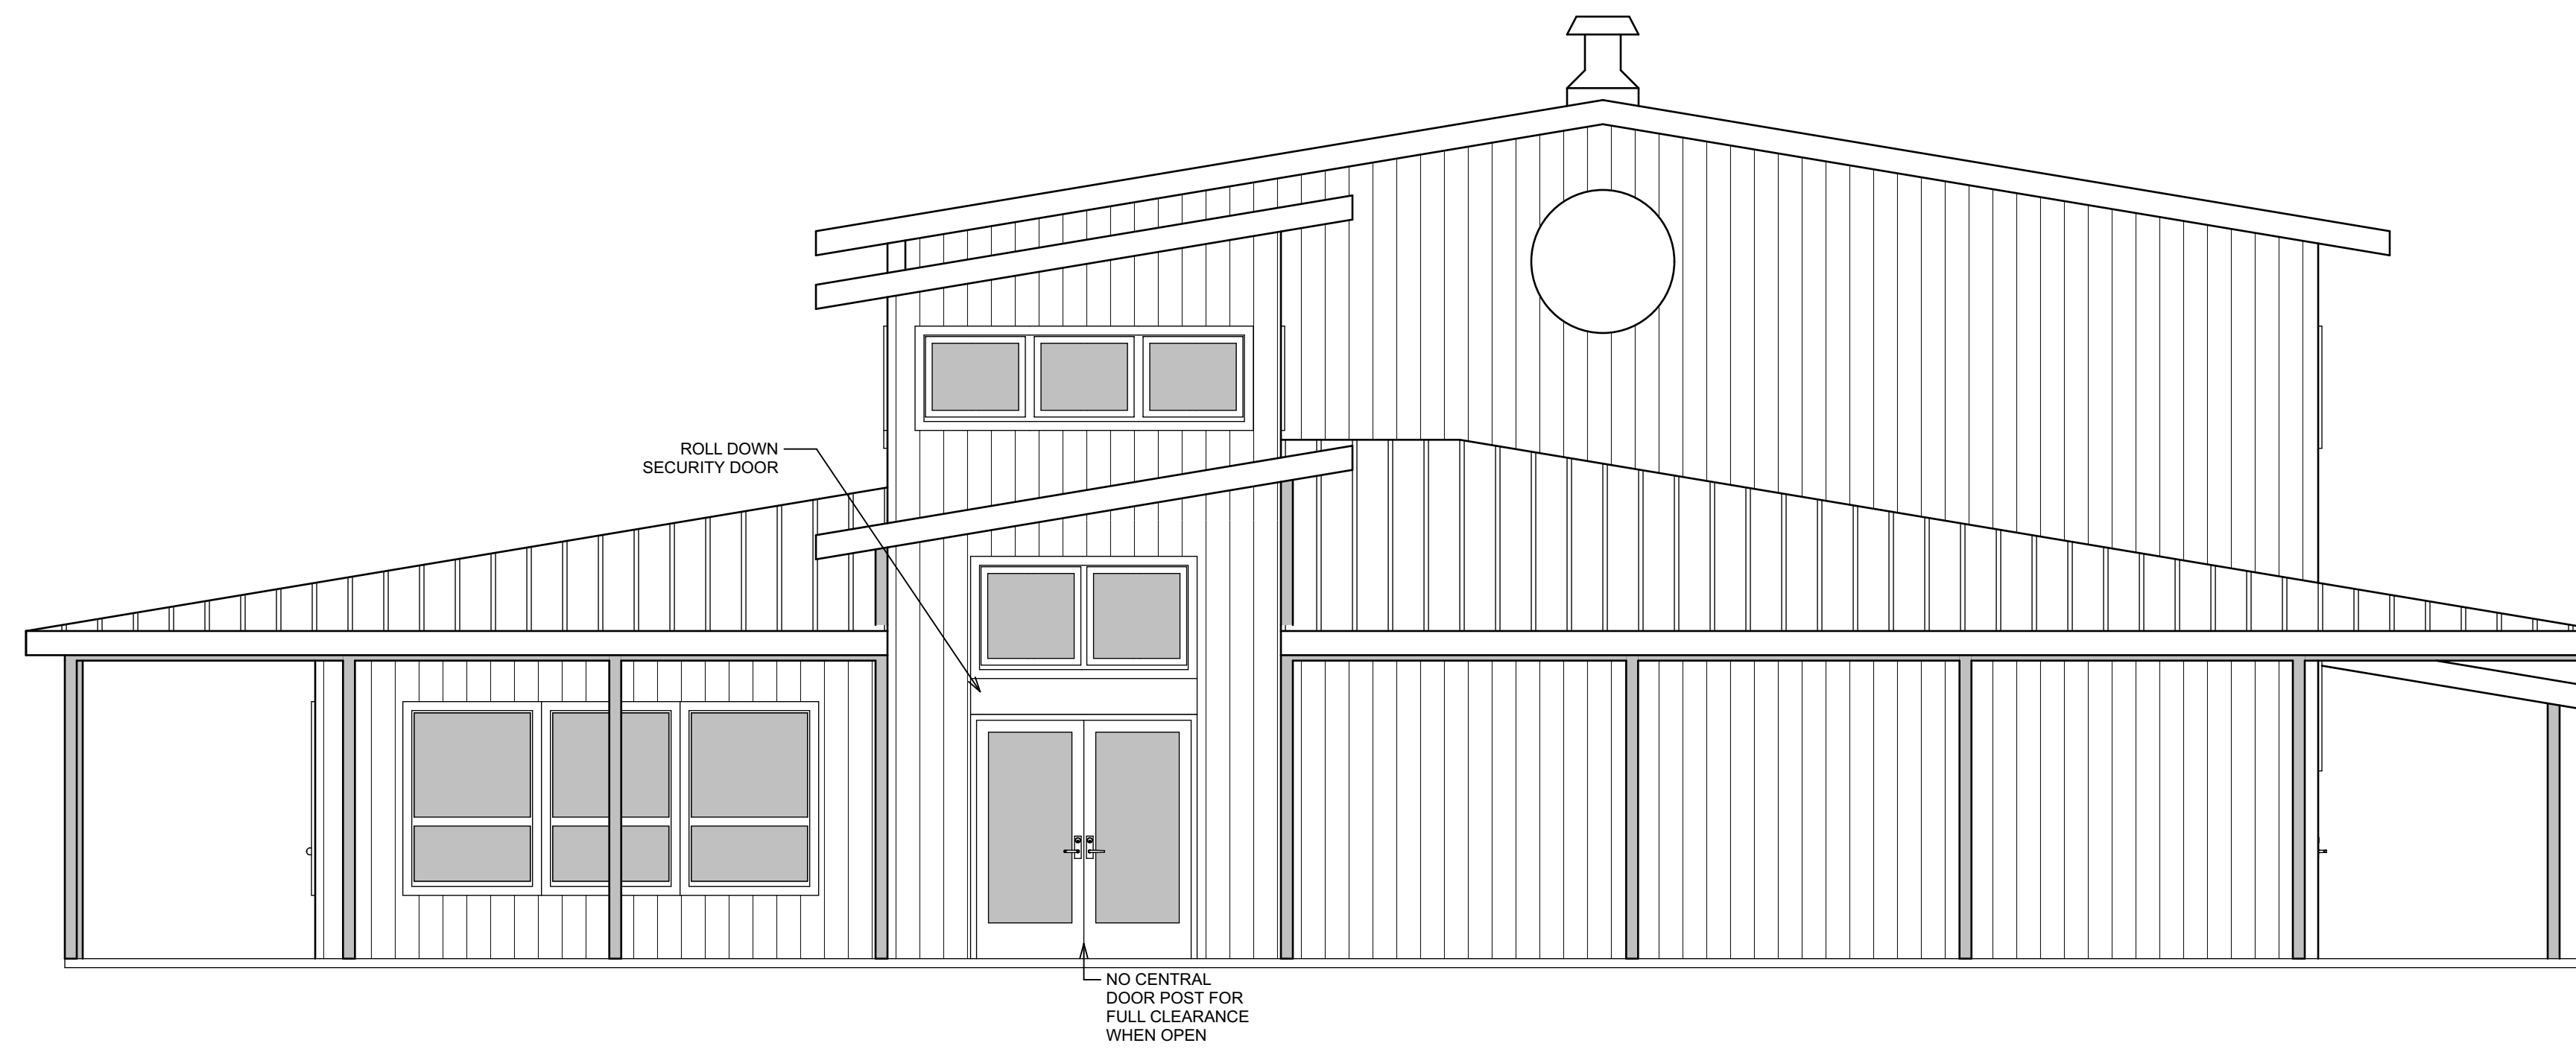 ROLL DOWN
SECURITY DOOR
NO CENTRAL
DOOR POST FOR
FULL CLEARANCE
WHEN OPEN